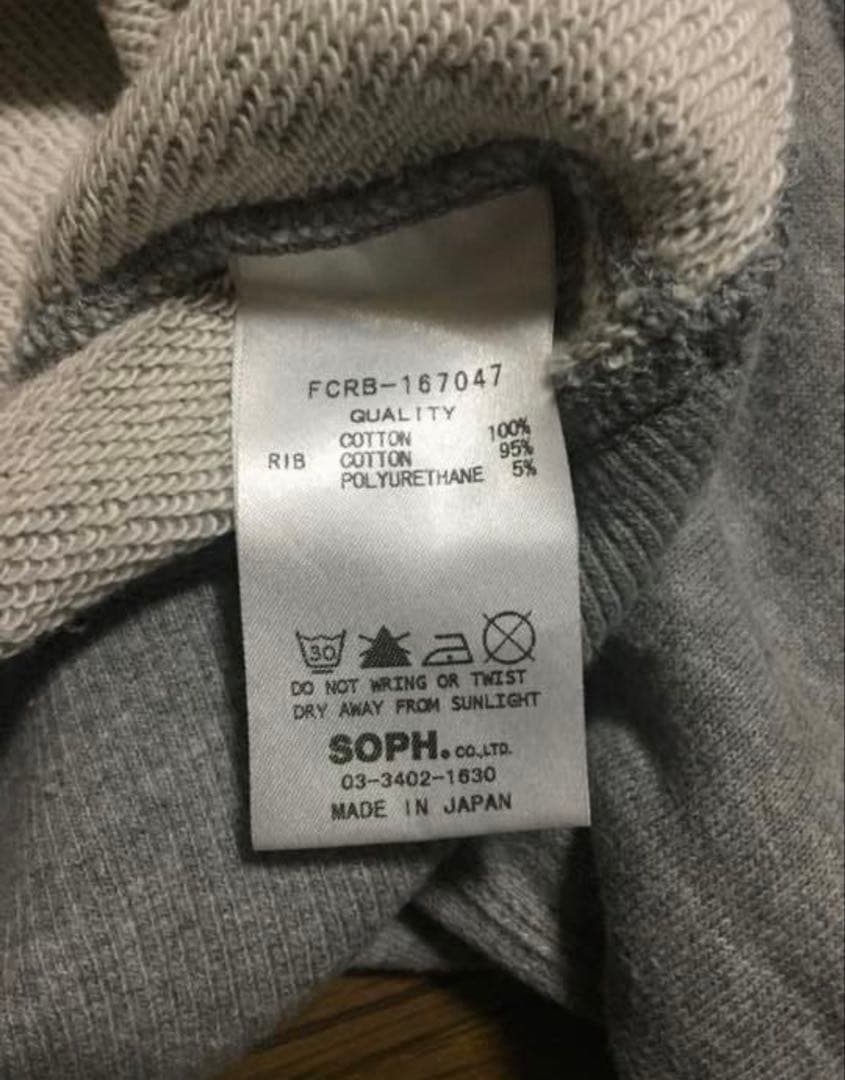 FCRB-167047
QUALITY
COTTON 100%
RIB COTTON 95%
POLYURETHANE 5%
30
DO NOT WRING OR TWIST
DRY AWAY FROM SUNLIGHT
SOPH. CO.,LTD.
03-3402-1630
MADE IN JAPAN